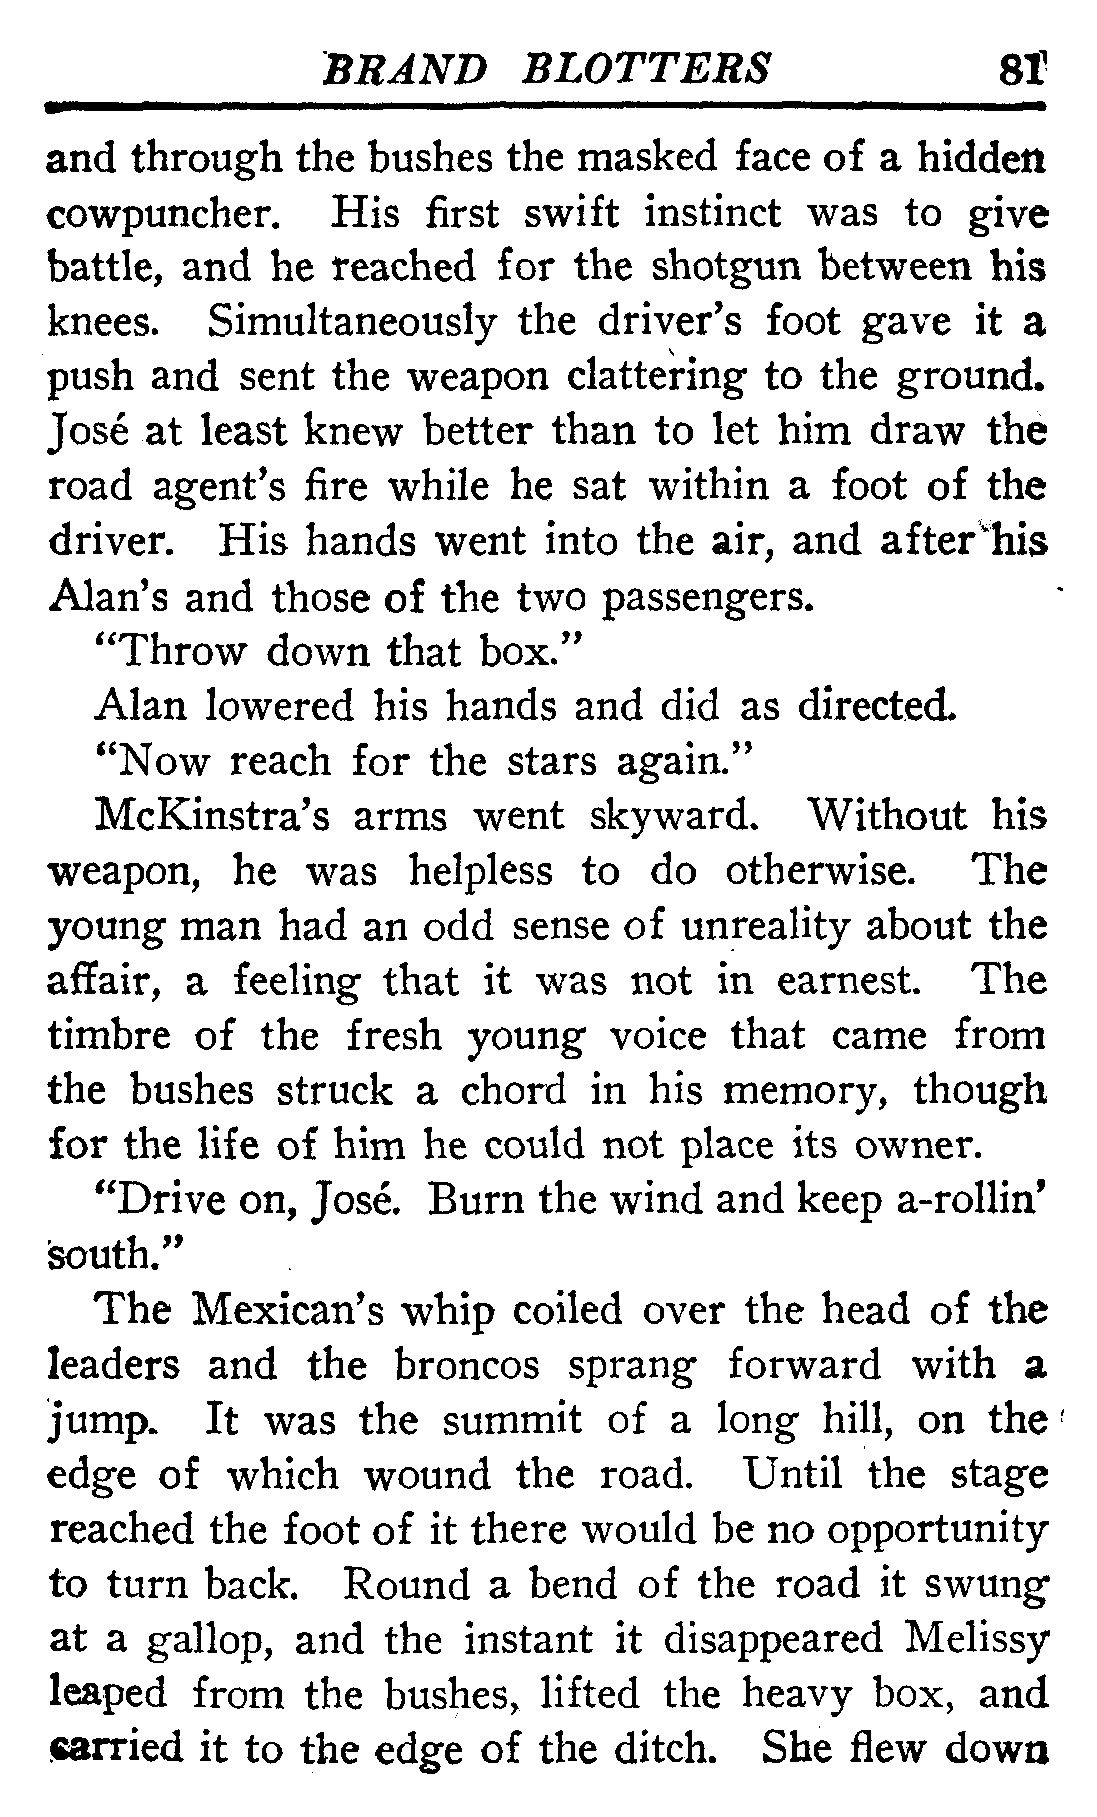 BRAND BLOTTERS 81
and through the bushes the masked face of a hidden
cowpuncher. His first swift instinct was to give
battle, and he reached for the shotgun between his
knees. Simultaneously the driver's foot gave it a
push and sent the weapon clattering to the ground.
José at least knew better than to let him draw the
road agent's fire while he sat within a foot of the
driver. His hands went into the air, and after his
Alan's and those of the two passengers.
"Throw down that box."
Alan lowered his hands and did as directed.
"Now reach for the stars again."
McKinstra's arms went skyward. Without his
weapon, he was helpless to do otherwise. The
young man had an odd sense of unreality about the
affair, a feeling that it was not in earnest. The
timbre of the fresh young voice that came from
the bushes struck a chord in his memory, though
for the life of him he could not place its owner.
"Drive on, José. Burn the wind and keep a-rollin'
south."
The Mexican's whip coiled over the head of the
leaders and the broncos sprang forward with a
jump. It was the summit of a long hill, on the
edge of which wound the road. Until the stage
reached the foot of it there would be no opportunity
to turn back. Round a bend of the road it swung
at a gallop, and the instant it disappeared Melissy
leaped from the bushes, lifted the heavy box, and
carried it to the edge of the ditch. She flew down